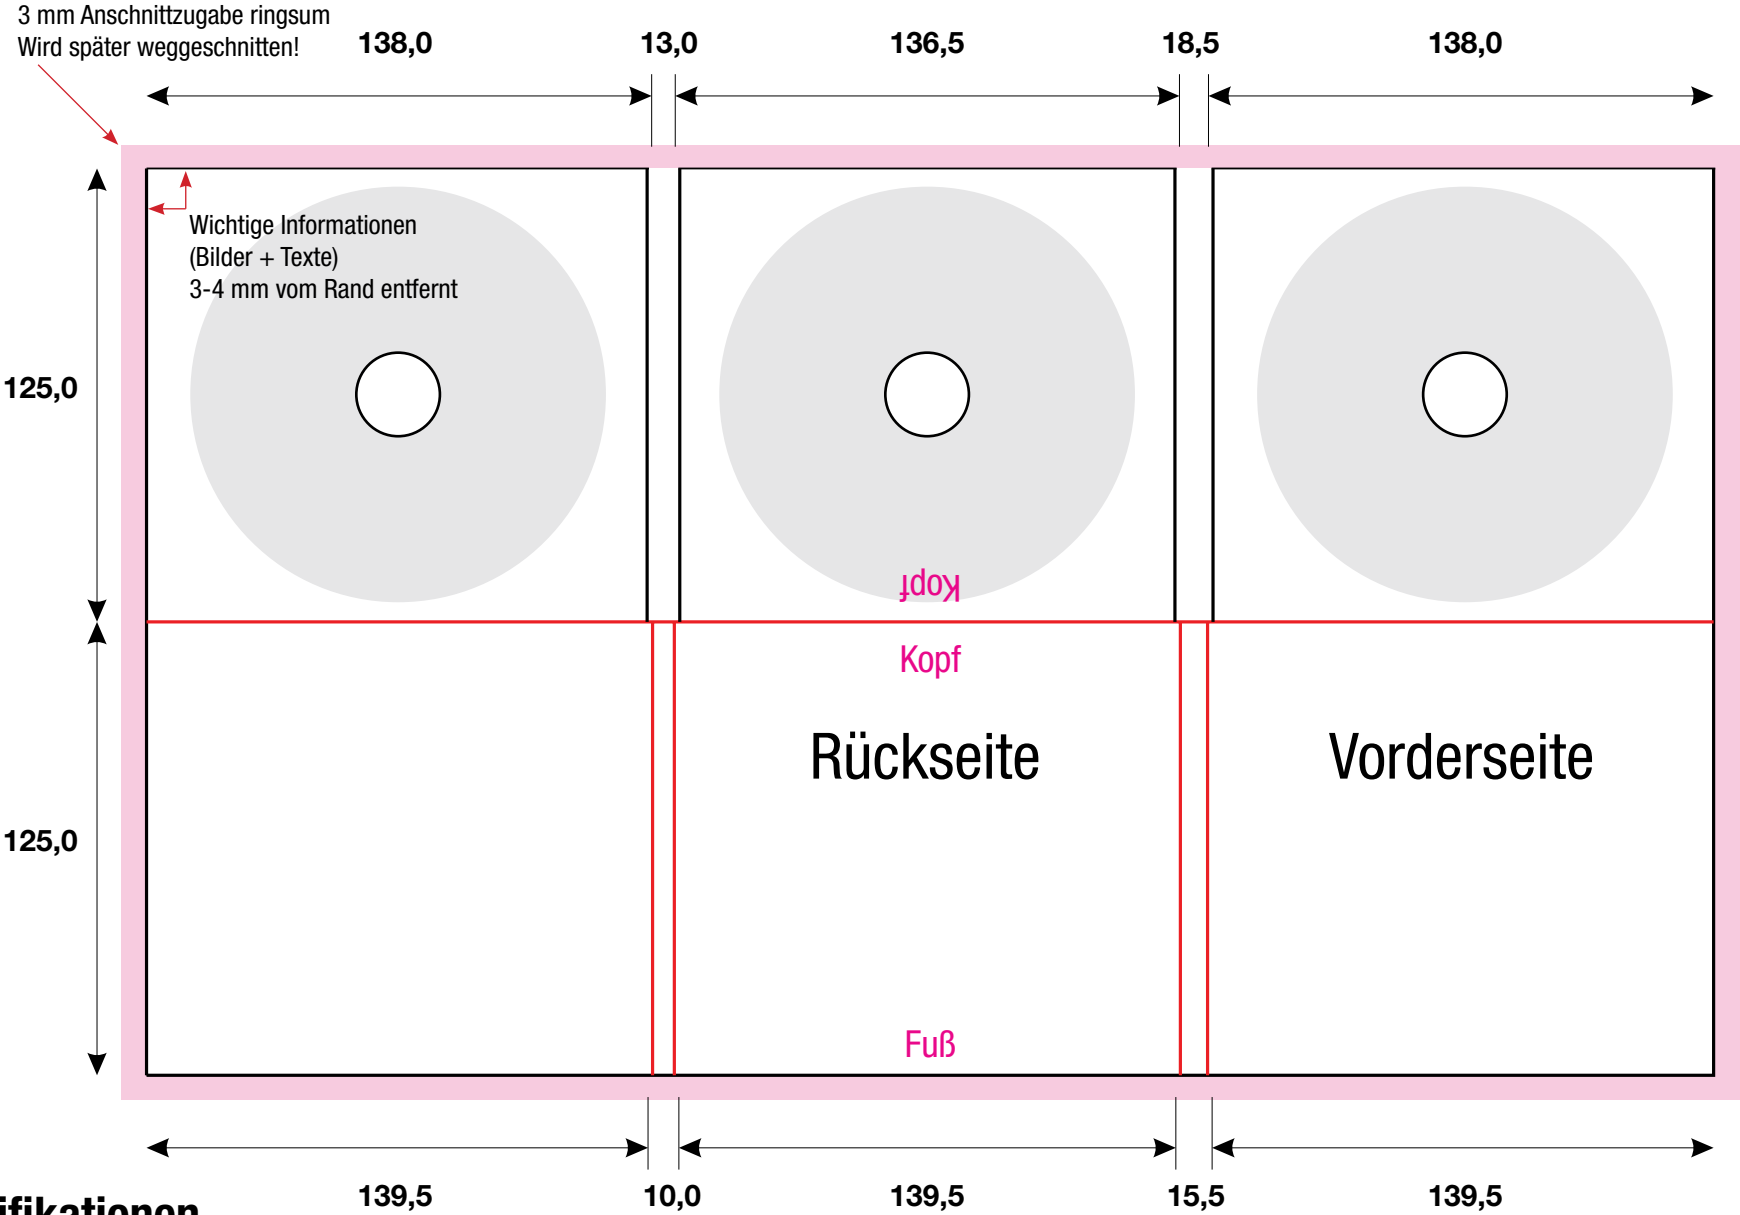 3 mm Anschnittzugabe ringsum
Wird später weggeschnitten!
138,0 13,0 136,5 18,5 138,0
Wichtige Informationen
(Bilder + Texte)
3-4 mm vom Rand entfernt
125,0
Kopf
Kopf
Rückseite Vorderseite
125,0
Fuß
139,5 10,0 139,5 15,5 139,5
ifikationen